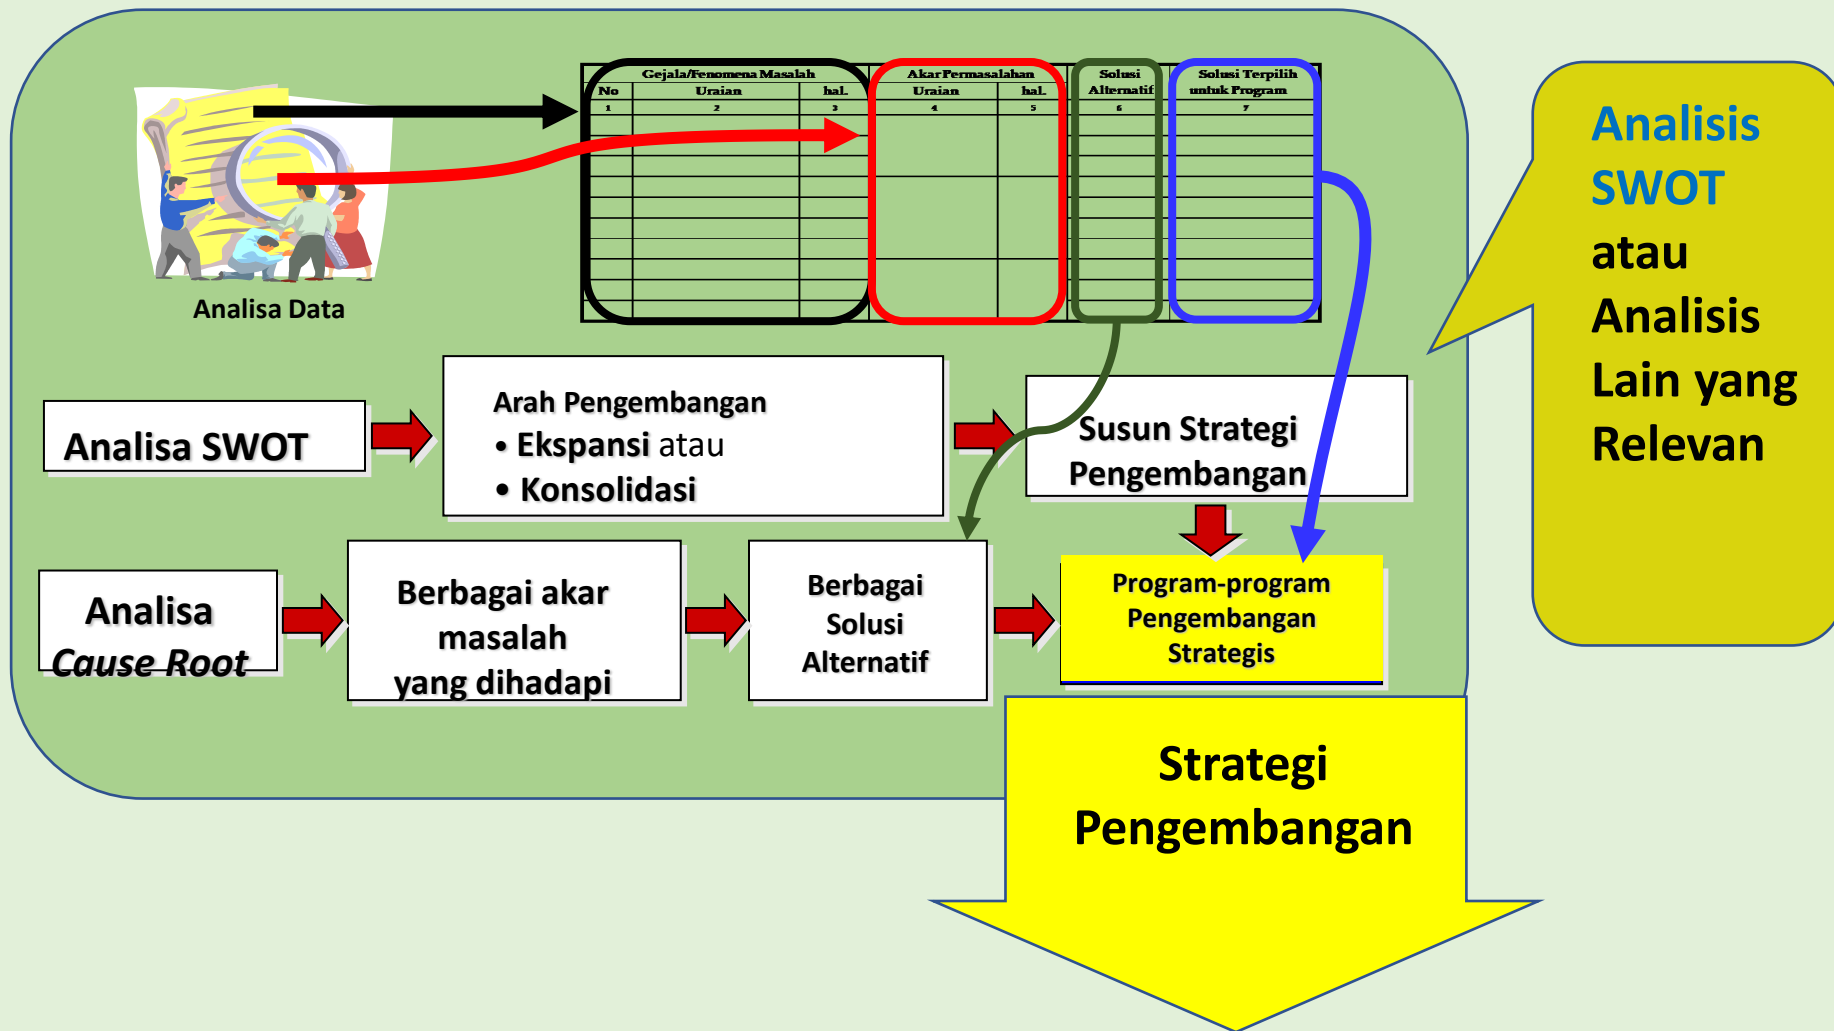 Gejala/Fenomena Masalah Akar Permasalahan Solusi Solusi Terpilih
No Uraian hal. Uraian hal. Alternatif untuk Program
1 2 3 4 5 6 7
Analisa Data
Analisa SWOT
Arah Pengembangan
• Ekspansi atau
• Konsolidasi
Susun Strategi
Pengembangan
Analisa
Cause Root
Berbagai akar
masalah
yang dihadapi
Berbagai
Solusi
Alternatif
Program-program
Pengembangan
Strategis
Strategi
Pengembangan
Analisis
SWOT
atau
Analisis
Lain yang
Relevan